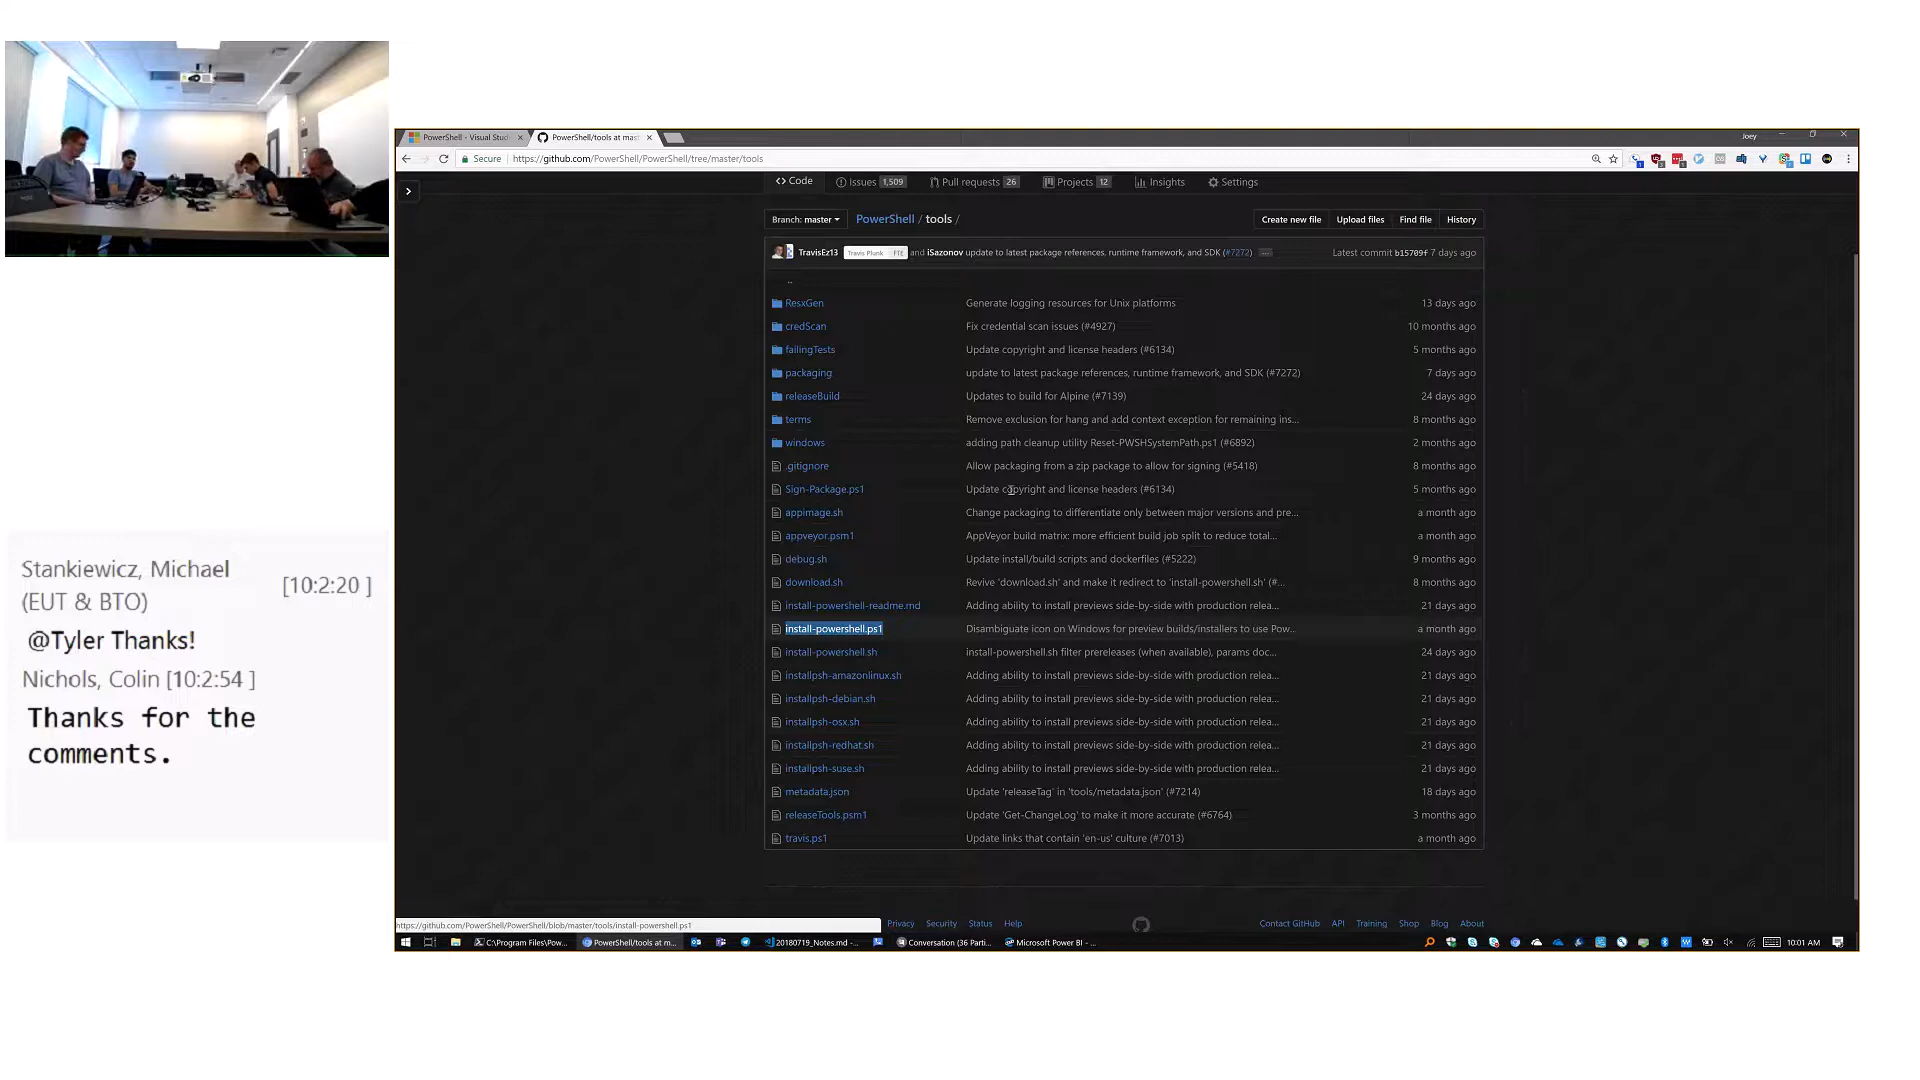 PowerShell - Visual Stud
PowerShell/tools at mas
Joey
Secure
https://github.com/PowerShell/PowerShell/tree/master/tools
Code
Issues 1,509
Pull requests 26
Projects 12
Insights
Settings
Branch: master
PowerShell / tools /
Create new file
Upload files
Find file
History
TravisEz13 Travis Plunk FTE and iSazonov update to latest package references, runtime framework, and SDK (#7272) ...
Latest commit b15709f 7 days ago
..
ResxGen Generate logging resources for Unix platforms 13 days ago
credScan Fix credential scan issues (#4927) 10 months ago
failingTests Update copyright and license headers (#6134) 5 months ago
packaging update to latest package references, runtime framework, and SDK (#7272) 7 days ago
releaseBuild Updates to build for Alpine (#7139) 24 days ago
terms Remove exclusion for hang and add context exception for remaining ins... 8 months ago
windows adding path cleanup utility Reset-PWSHSystemPath.ps1 (#6892) 2 months ago
.gitignore Allow packaging from a zip package to allow for signing (#5418) 8 months ago
Sign-Package.ps1 Update copyright and license headers (#6134) 5 months ago
appimage.sh Change packaging to differentiate only between major versions and pre... a month ago
appveyor.psm1 AppVeyor build matrix: more efficient build job split to reduce total... a month ago
debug.sh Update install/build scripts and dockerfiles (#5222) 9 months ago
download.sh Revive 'download.sh' and make it redirect to 'install-powershell.sh' (#... 8 months ago
install-powershell-readme.md Adding ability to install previews side-by-side with production relea... 21 days ago
install-powershell.ps1 Disambiguate icon on Windows for preview builds/installers to use Pow... a month ago
install-powershell.sh install-powershell.sh filter prereleases (when available), params doc... 24 days ago
installpsh-amazonlinux.sh Adding ability to install previews side-by-side with production relea... 21 days ago
installpsh-debian.sh Adding ability to install previews side-by-side with production relea... 21 days ago
installpsh-osx.sh Adding ability to install previews side-by-side with production relea... 21 days ago
installpsh-redhat.sh Adding ability to install previews side-by-side with production relea... 21 days ago
installpsh-suse.sh Adding ability to install previews side-by-side with production relea... 21 days ago
metadata.json Update 'releaseTag' in 'tools/metadata.json' (#7214) 18 days ago
releaseTools.psm1 Update 'Get-ChangeLog' to make it more accurate (#6764) 3 months ago
travis.ps1 Update links that contain 'en-us' culture (#7013) a month ago
Privacy
Security
Status
Help
Contact GitHub
API
Training
Shop
Blog
About
https://github.com/PowerShell/PowerShell/blob/master/tools/install-powershell.ps1
C:\Program Files\Pow...
PowerShell/tools at m...
20180719_Notes.md -...
Conversation (36 Parti...
Microsoft Power BI - ...
10:01 AM
Stankiewicz, Michael
(EUT & BTO)
[10:2:20 ]
@Tyler Thanks!
Nichols, Colin [10:2:54 ]
Thanks for the
comments.